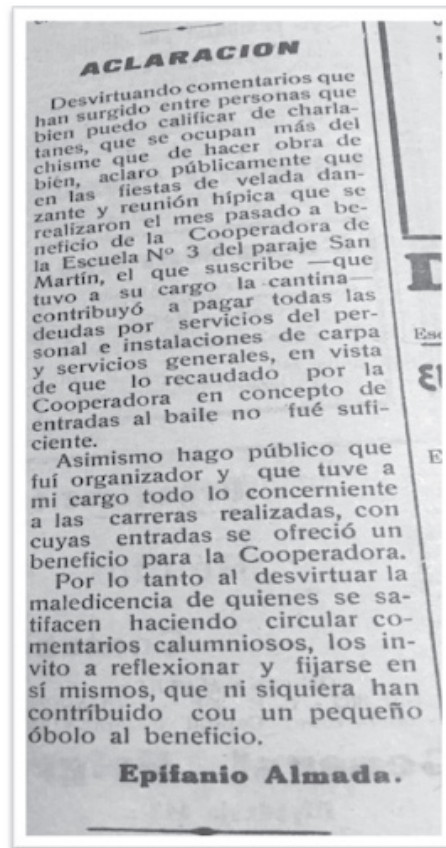 ACLARACION
Desvirtuando comentarios que
han surgido entre personas que
bien puedo calificar de charla-
tanes, que se ocupan más del
chisme que de hacer obra de
bien, aclaro públicamente que
en las fiestas de velada dan-
zante y reunión hípica que se
realizaron el mes pasado a be-
neficio de la Cooperadora de
la Escuela Nº 3 del paraje San
Martín, el que suscribe —que
tuvo a su cargo la cantina—
contribuyó a pagar todas las
deudas por servicios del per-
sonal e instalaciones de carpa
y servicios generales, en vista
de que lo recaudado por la
Cooperadora en concepto de
entradas al baile no fué sufi-
ciente.
Asimismo hago público que
fuí organizador y que tuve a
mi cargo todo lo concerniente
a las carreras realizadas, con
cuyas entradas se ofreció un
beneficio para la Cooperadora.
Por lo tanto al desvirtuar la
maledicencia de quienes se sa-
tifacen haciendo circular co-
mentarios calumniosos, los in-
vito a reflexionar y fijarse en
sí mismos, que ni siquiera han
contríbuido cou un pequeño
óbolo al beneficio.
Epifanio Almada.
D
Esc
E